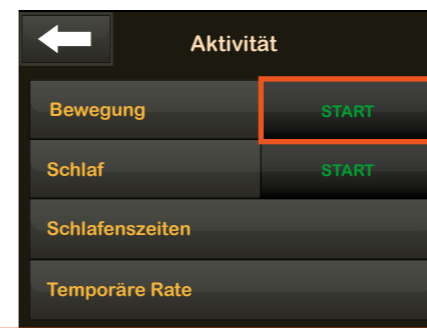 Aktivität
Bewegung START
Schlaf START
Schlafenszeiten
Temporäre Rate